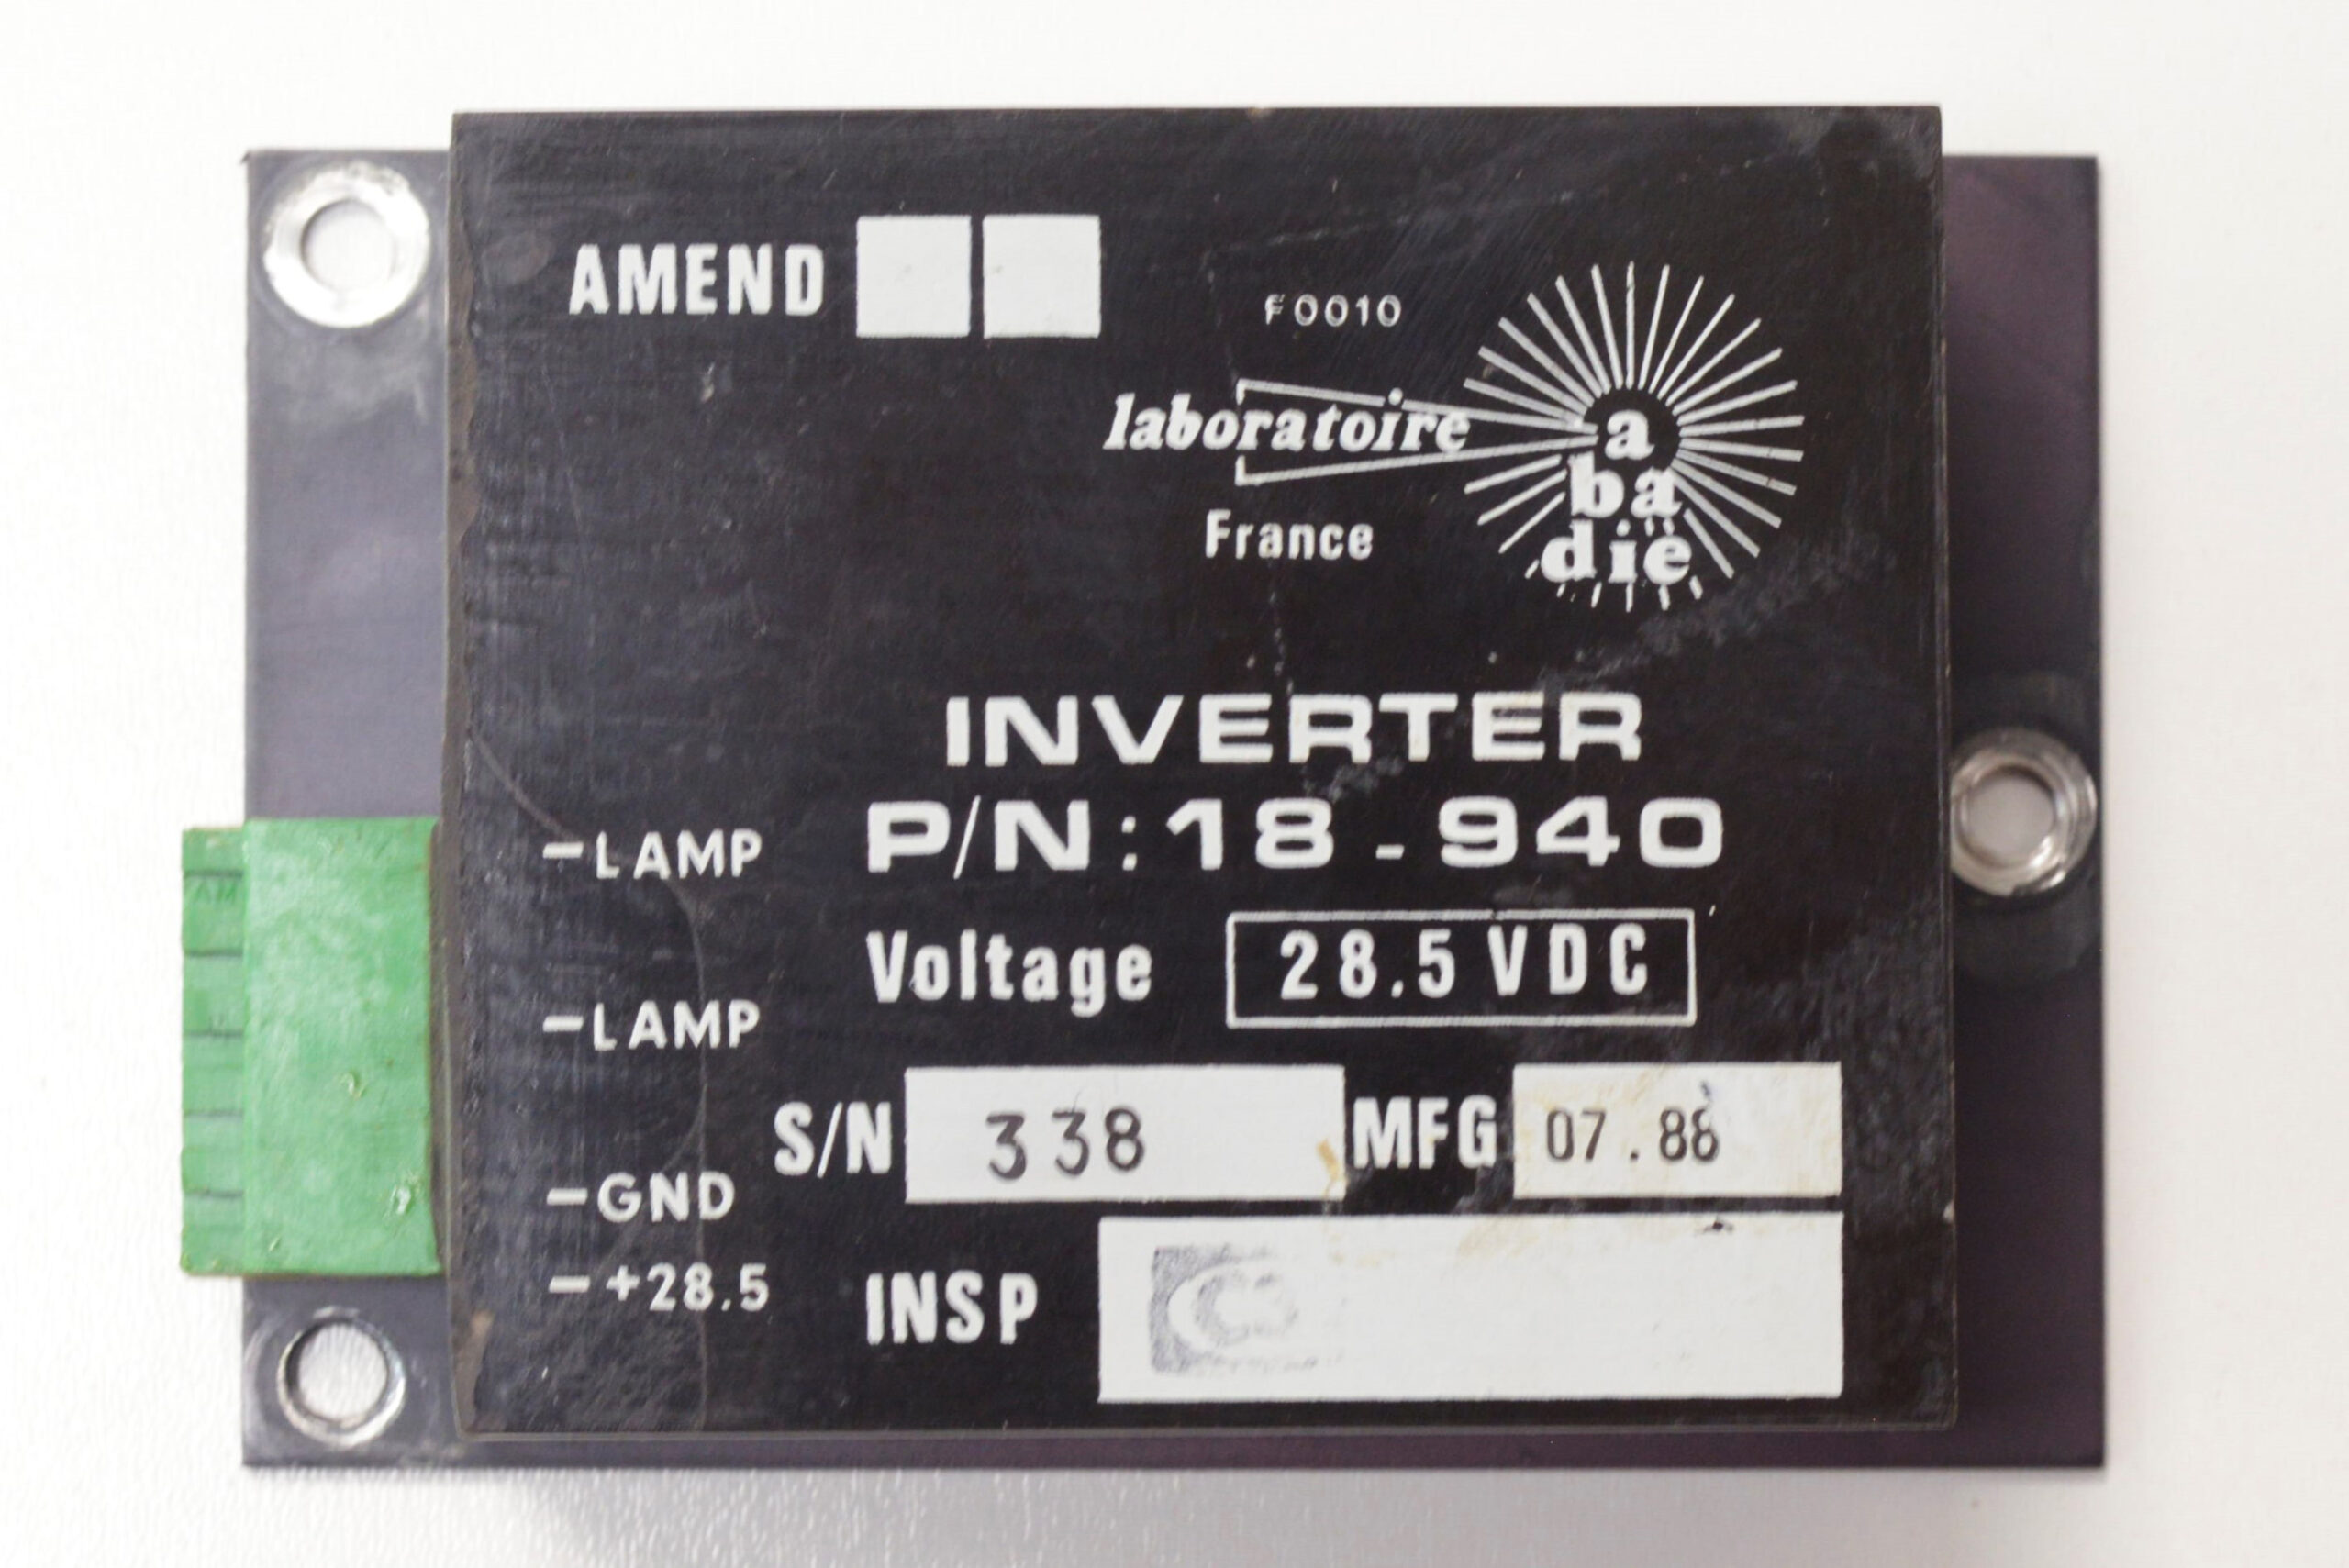 AMEND
F0010
laboratoire
a
ba
die
France
INVERTER
P/N:18-940
-LAMP
Voltage 28.5 VDC
-LAMP
S/N 338 MFG 07.88
-GND
-+28.5
INSP